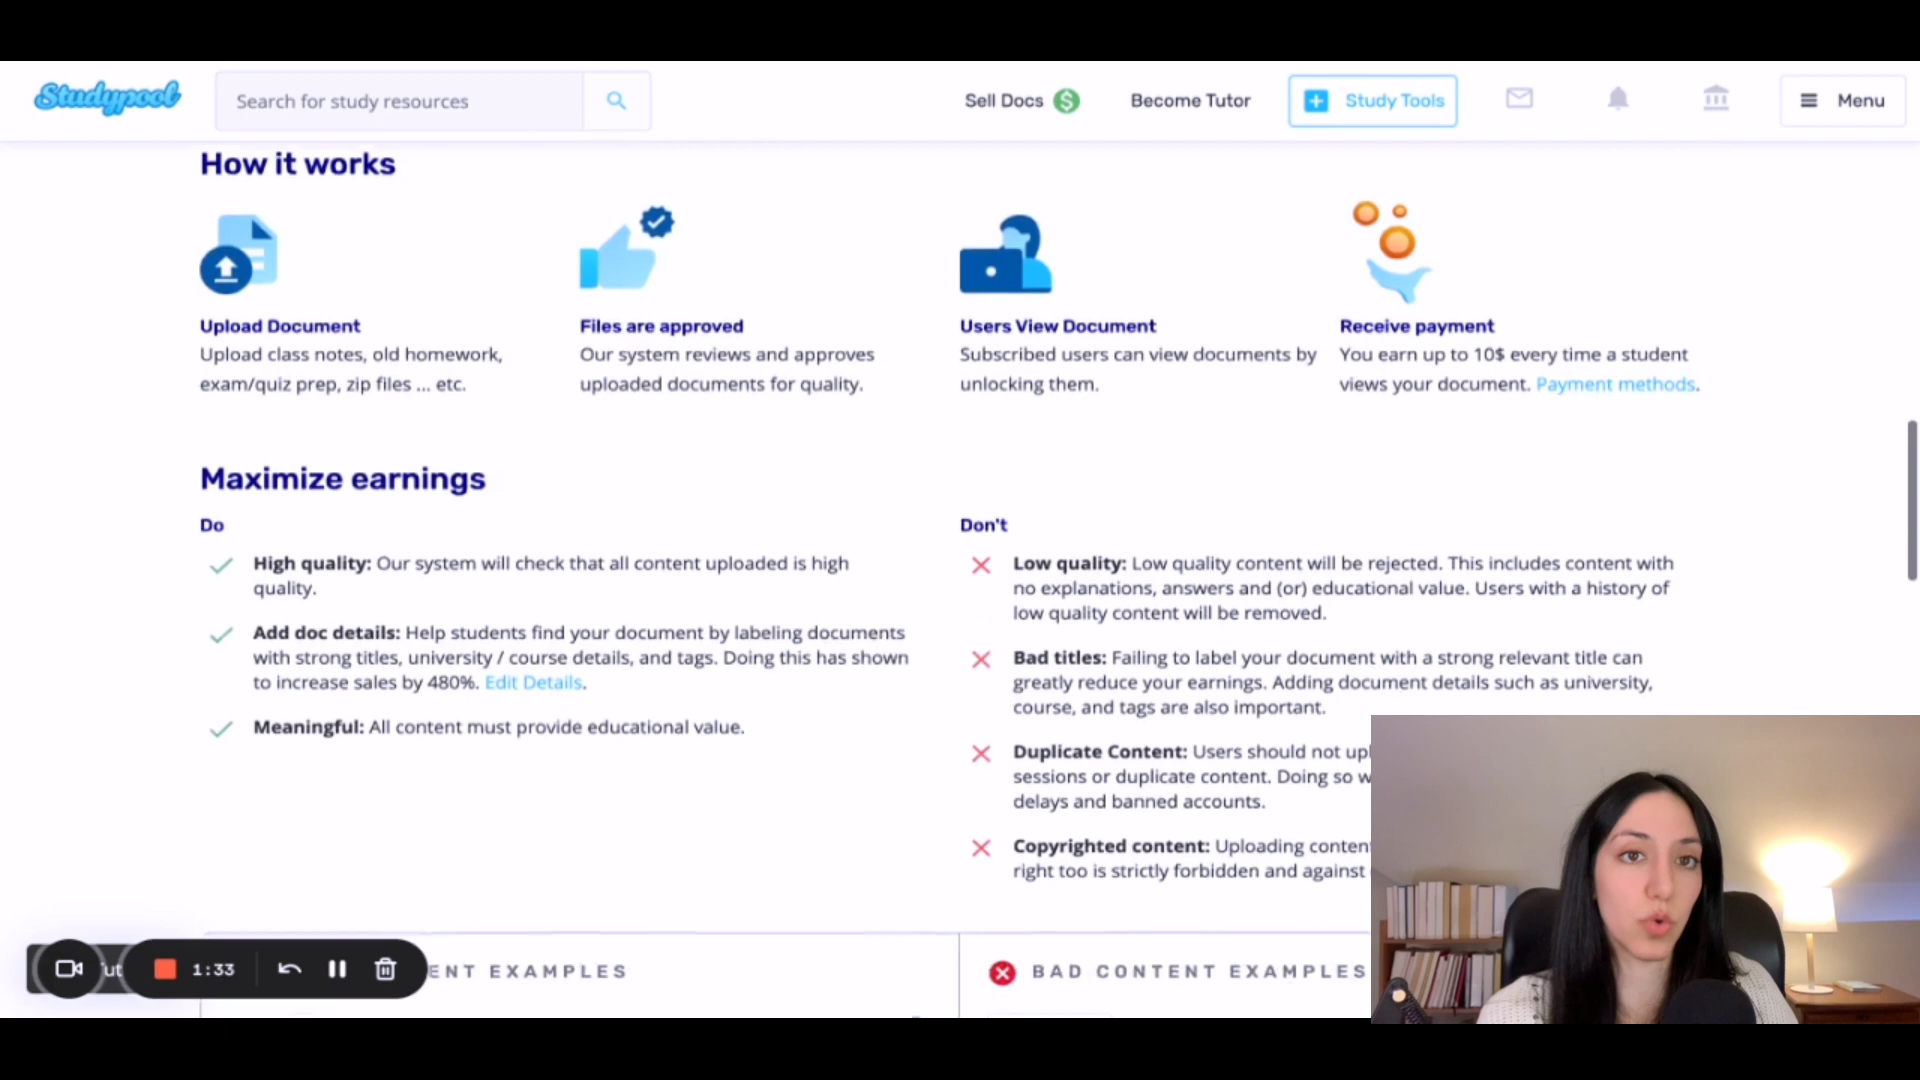 Studypool
Search for study resources
Sell Docs $
Become Tutor
Study Tools
Menu
How it works
Upload Document
Upload class notes, old homework,
exam/quiz prep, zip files ... etc.
Files are approved
Our system reviews and approves
uploaded documents for quality.
Users View Document
Subscribed users can view documents by
unlocking them.
Receive payment
You earn up to 10$ every time a student
views your document. Payment methods.
Maximize earnings
Do
High quality: Our system will check that all content uploaded is high
quality.
Add doc details: Help students find your document by labeling documents
with strong titles, university / course details, and tags. Doing this has shown
to increase sales by 480%. Edit Details.
Meaningful: All content must provide educational value.
Don't
Low quality: Low quality content will be rejected. This includes content with
no explanations, answers and (or) educational value. Users with a history of
low quality content will be removed.
Bad titles: Failing to label your document with a strong relevant title can
greatly reduce your earnings. Adding document details such as university,
course, and tags are also important.
Duplicate Content: Users should not upl
sessions or duplicate content. Doing so w
delays and banned accounts.
Copyrighted content: Uploading conten
right too is strictly forbidden and against
1:33
ENT EXAMPLES
BAD CONTENT EXAMPLES